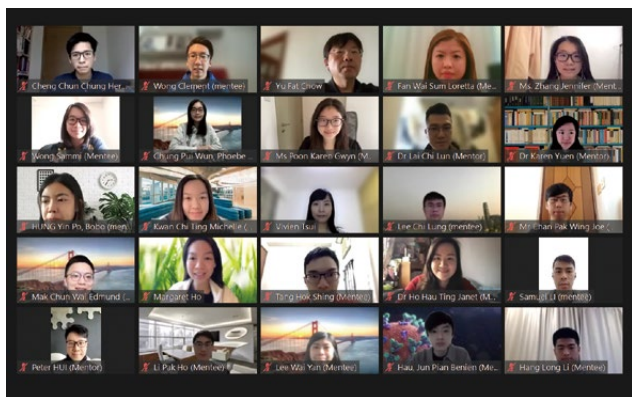 Cheng Chun Chung Her...
Wong Clement (mentee)
Yu Fat Chow
Fan Wai Sum Loretta (Me...
Ms. Zhang Jennifer (Ment...
Wong Sammi (Mentee)
Chung Pui Wun, Phoebe
Ms Poon Karen Gwyn (M...
Dr Lai Chi Lun (Mentor)
Dr Karen Yuen (Mentor)
HUNG Yin Po, Bobo (men...
Kwan Chi Ting Michelle (
Vivien Tsui
Lee Chi Lung (mentee)
Mr Chan Pak Wing Joe (
Mak Chun Wai Edmund (...
Margaret Ho
Tang Hok Shing (Mentee)
Dr Ho Hau Ting Janet (M...
Samuel LI (mentee)
Peter HUI (Mentor)
Li Pak Ho (Mentee)
Lee Wai Yan (Mentee)
Hau, Jun Pian Benien (Me...
Hang Long Li (Mentee)